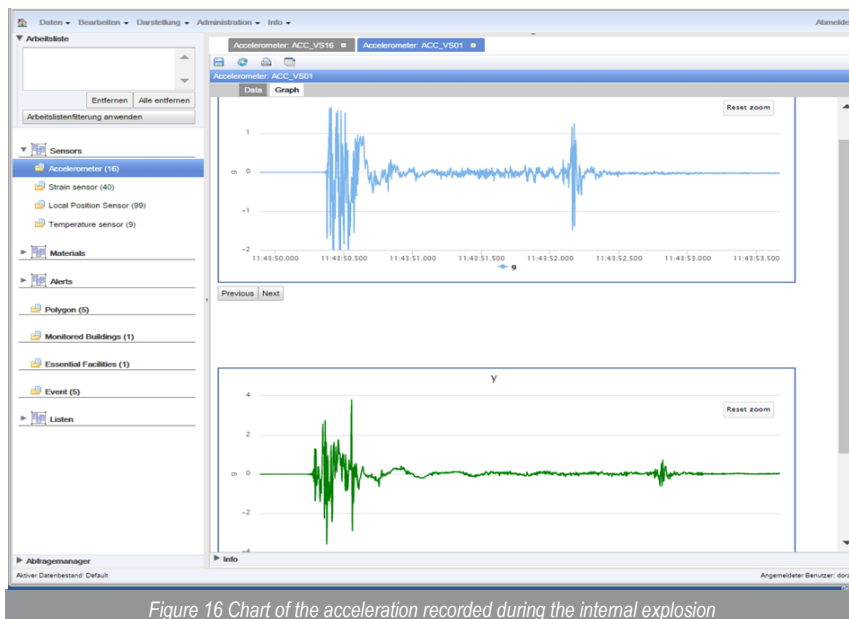 Daten Bearbeiten Darstellung Administration Info
Arbeitsliste
Entfernen Alle entfernen
Arbeitslistenfilterung anwenden
Sensors
Accelerometer (16)
Strain sensor (40)
Local Position Sensor (99)
Temperature sensor (9)
Materials
Alerts
Polygon (5)
Monitored Buildings (1)
Essential Facilities (1)
Event (5)
Listen
Abfragemanager
Aktiver Datenbestand: Default
Accelerometer: ACC_VS16 Accelerometer: ACC_VS01
Accelerometer: ACC_VS01
Data Graph
Reset zoom
1
0
-1
-2
g
11:43:50.000 11:43:50.500 11:43:51.000 11:43:51.500 11:43:52.000 11:43:52.500 11:43:53.000 11:43:53.500
g
Previous Next
y
Reset zoom
4
2
0
-2
-4
g
Info
Angemeldeter Benutzer:
Figure 16 Chart of the acceleration recorded during the internal explosion